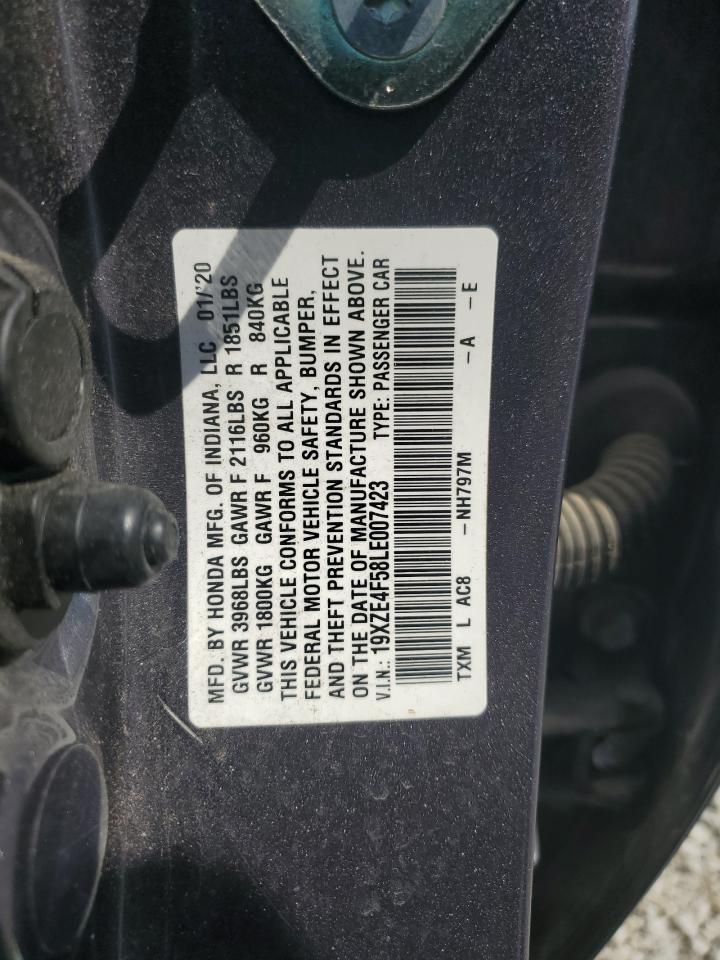 MFD. BY HONDA MFG. OF INDIANA, LLC 01/'20
GVWR 3968LBS GAWR F 2116LBS R 1851LBS
GVWR 1800KG GAWR F 960KG R 840KG
THIS VEHICLE CONFORMS TO ALL APPLICABLE
FEDERAL MOTOR VEHICLE SAFETY, BUMPER,
AND THEFT PREVENTION STANDARDS IN EFFECT
ON THE DATE OF MANUFACTURE SHOWN ABOVE.
V.I.N.: 19XZE4F58LE007423 TYPE: PASSENGER CAR
TXM L AC8 -NH797M -A -E